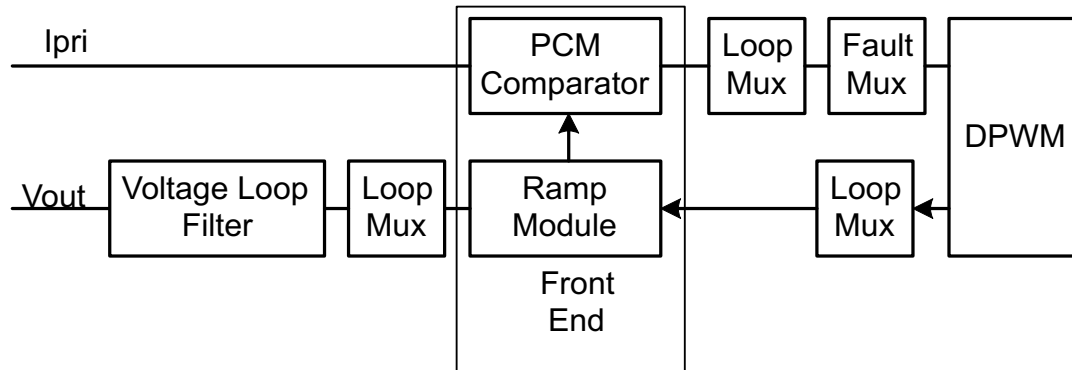 Ipri
PCM
Comparator
Loop
Mux
Fault
Mux
DPWM
Vout
Voltage Loop
Filter
Loop
Mux
Ramp
Module
Loop
Mux
Front
End